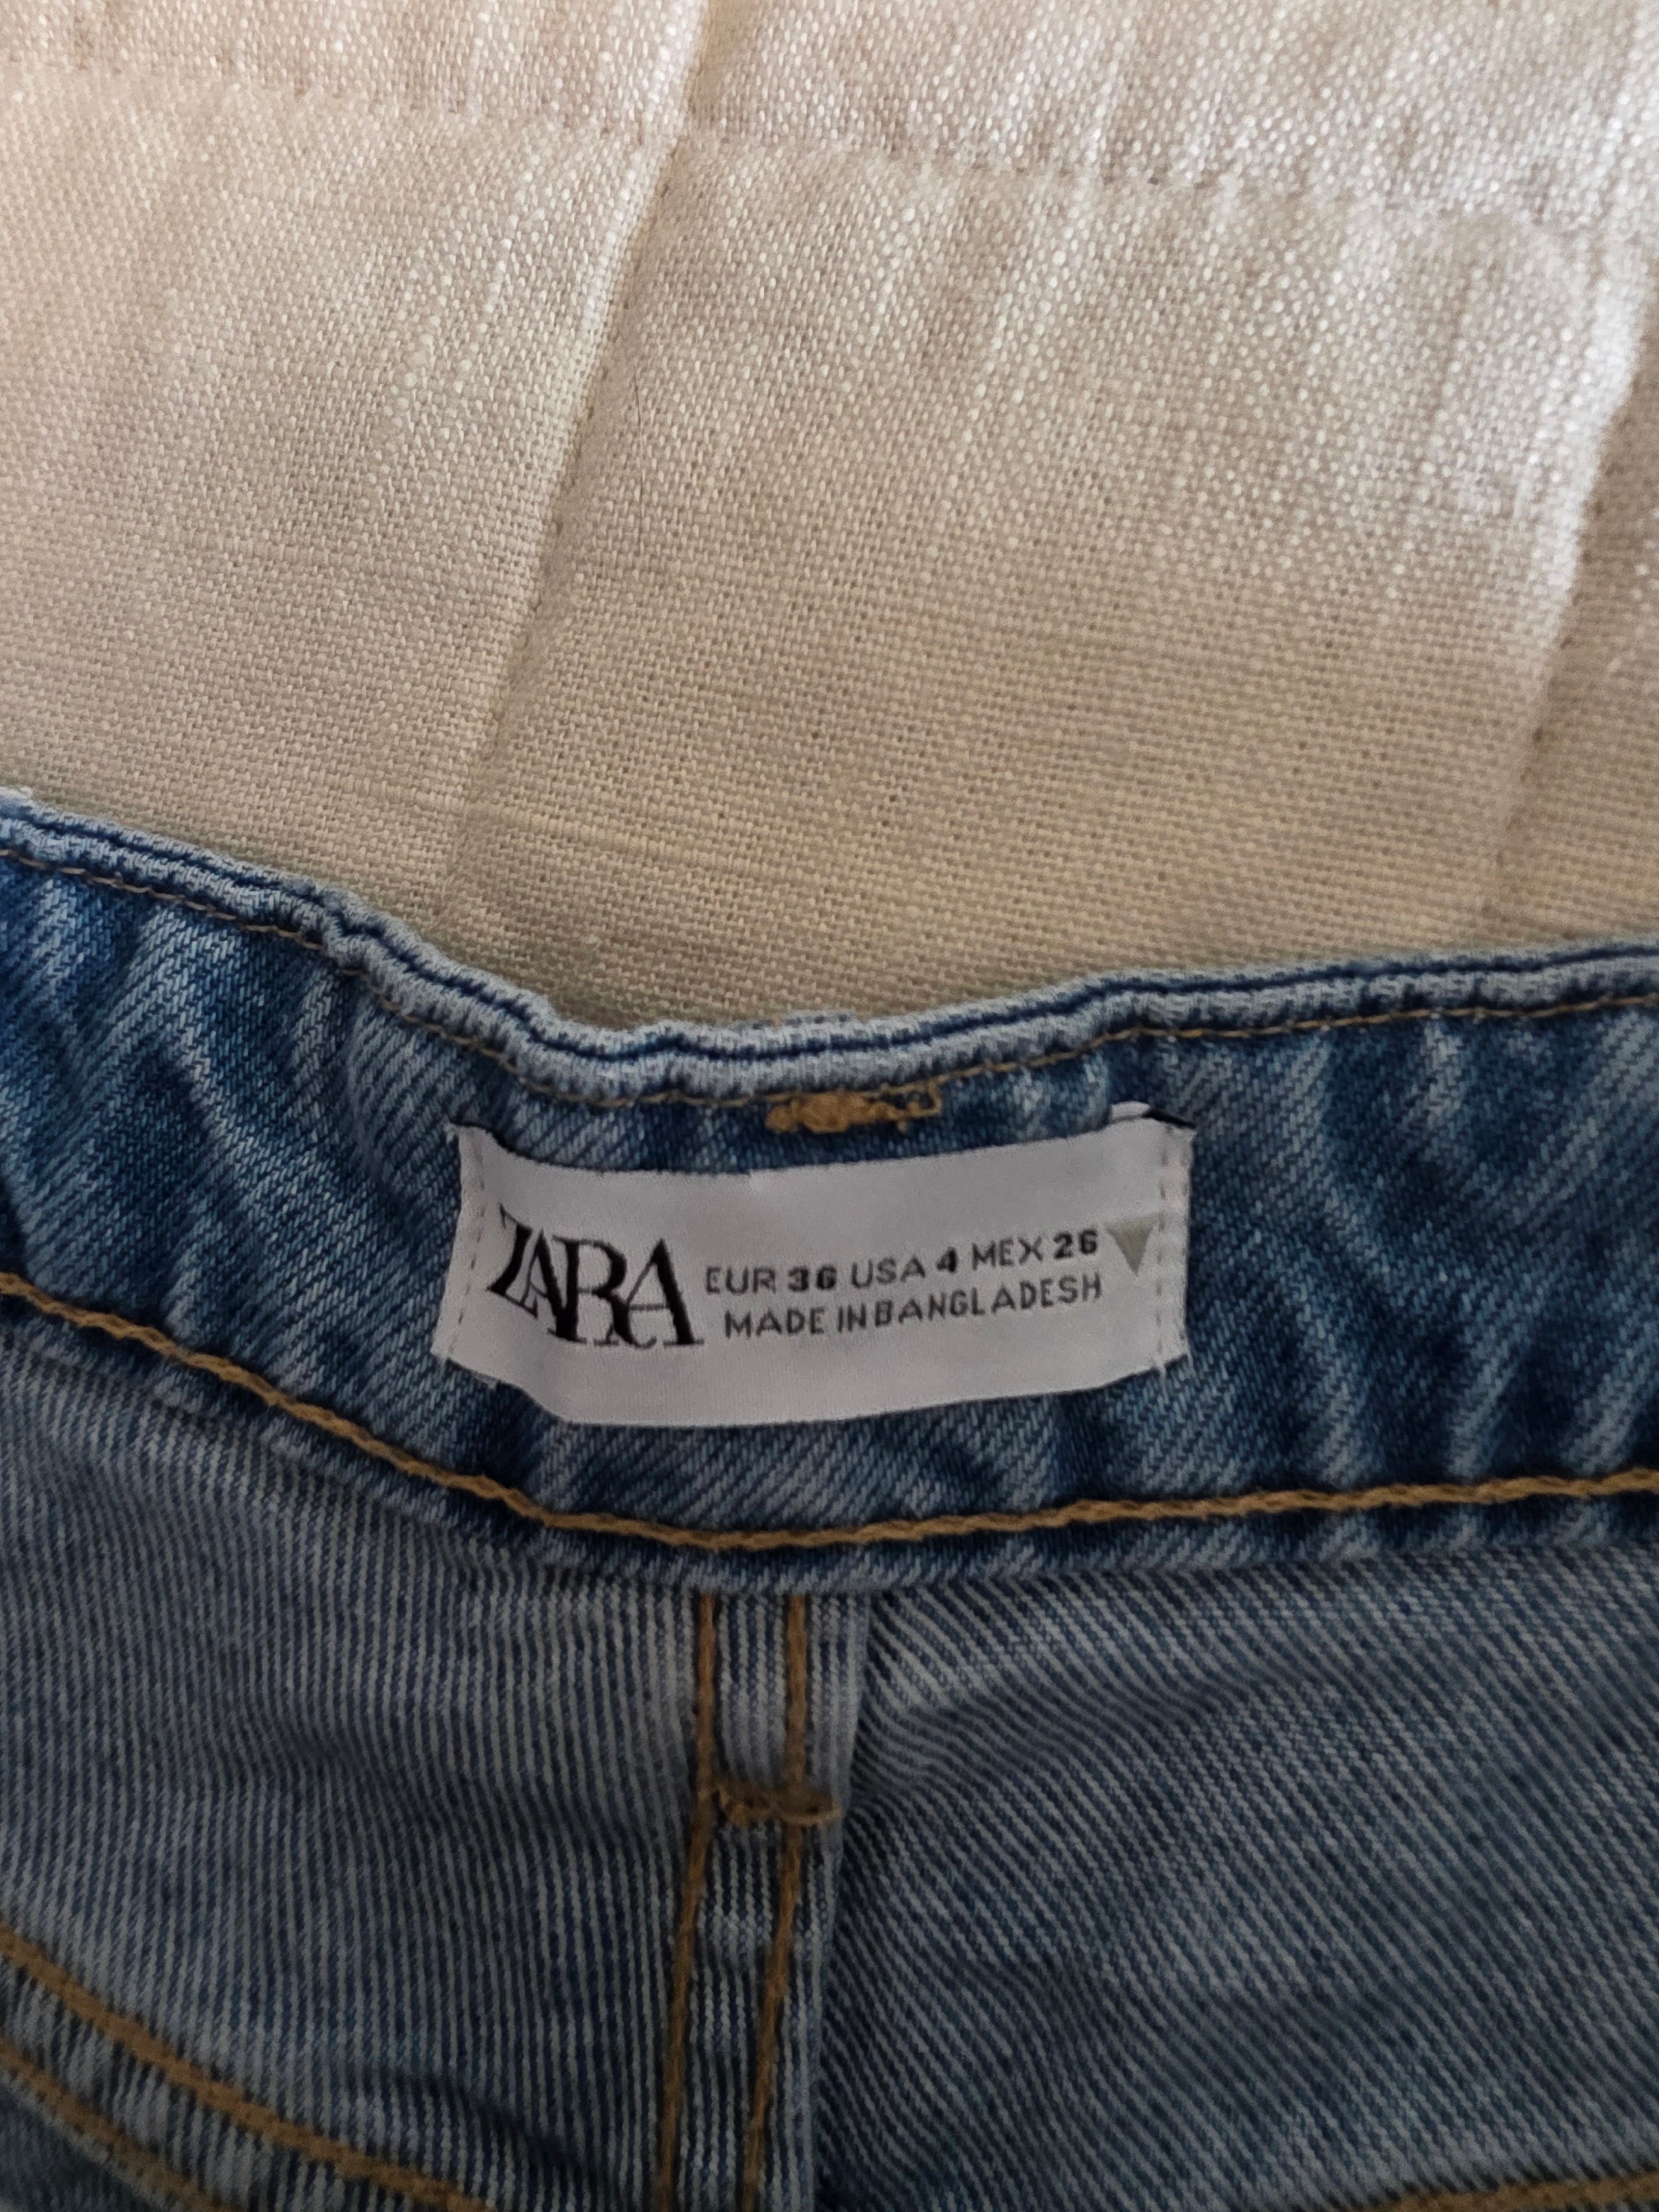 ZARA
EUR 36 USA 4 MEX 26
MADE IN BANGLADESH